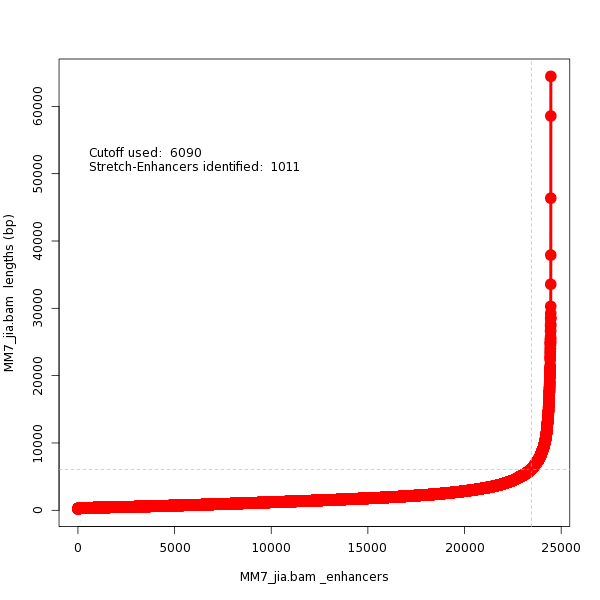 Cutoff used:  6090
Stretch-Enhancers identified:  1011
MM7_jia.bam  lengths (bp)
60000
50000
40000
30000
20000
10000
0
0 5000 10000 15000 20000 25000
MM7_jia.bam _enhancers